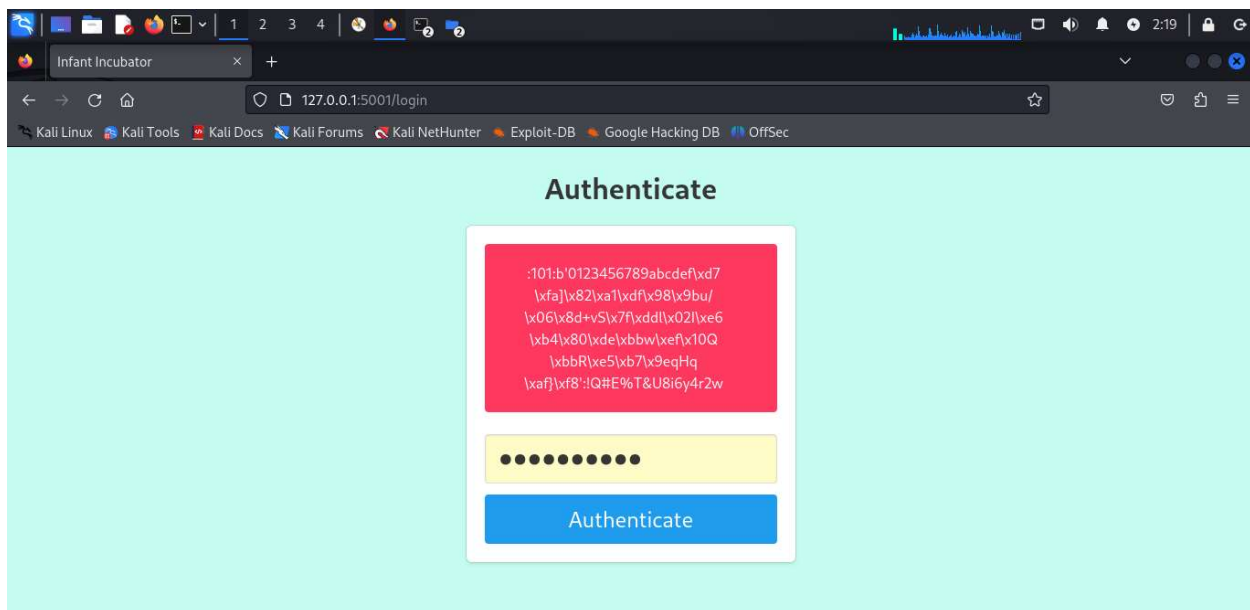 1 2 3 4 2 2 2:19
Infant Incubator
127.0.0.1:5001/login
Kali Linux Kali Tools Kali Docs Kali Forums Kali NetHunter Exploit-DB Google Hacking DB OffSec
Authenticate
:101:b'0123456789abcdef\xd7
\xfa]\x82\xa1\xdf\x98\x9bu/
\x06\x8d+vS\x7f\xddl\x02I\xe6
\xb4\x80\xde\xbbw\xef\x10Q
\xbbR\xe5\xb7\x9eqHq
\xaf}\xf8':!Q#E%T&U8i6y4r2w
Authenticate